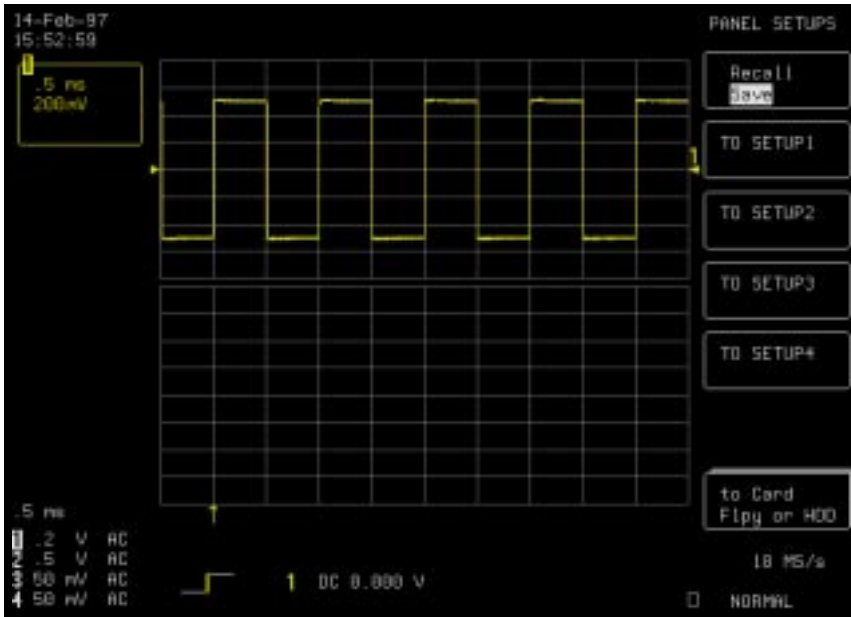 14-Feb-97
15:52:59
PANEL SETUPS
1
.5 ms
200mV
Recall
Save
TO SETUP1
TO SETUP2
TO SETUP3
TO SETUP4
1
to Card
Flpy or HDD
.5 ms
1 .2 V AC
2 .5 V AC
3 50 mV AC
4 50 mV AC
1 DC 0.000 V
10 MS/s
NORMAL